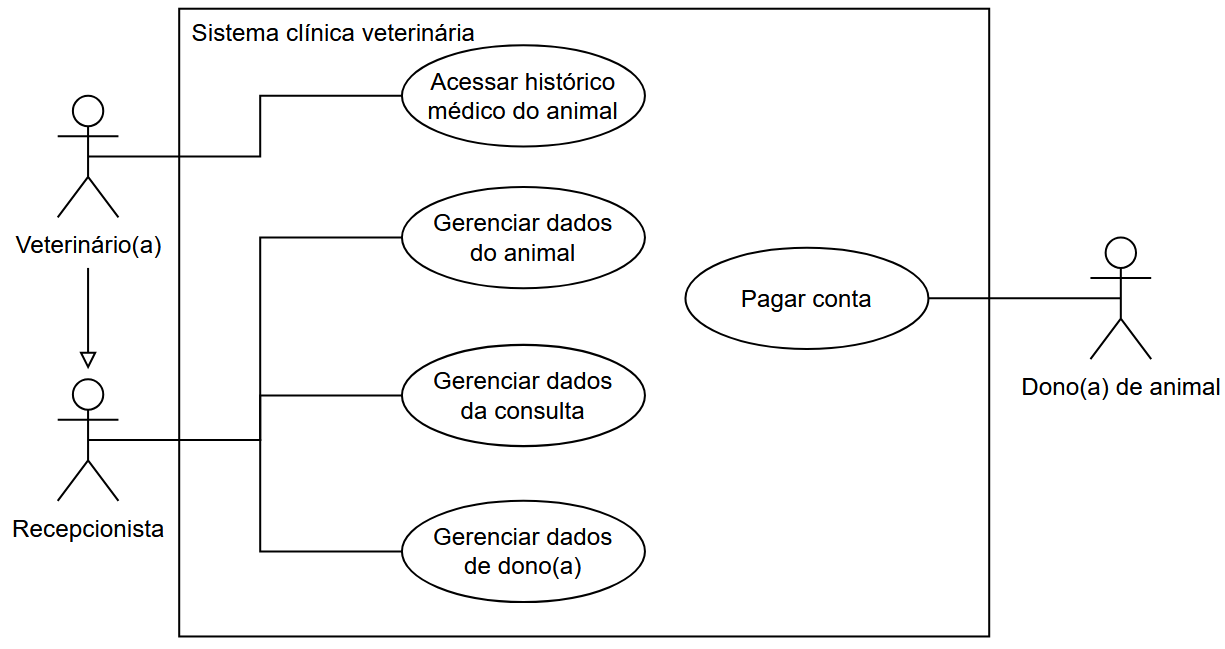 Sistema clínica veterinária
Acessar histórico
médico do animal
Veterinário(a)
Gerenciar dados
do animal
Pagar conta
Gerenciar dados
da consulta
Dono(a) de animal
Recepcionista
Gerenciar dados
de dono(a)